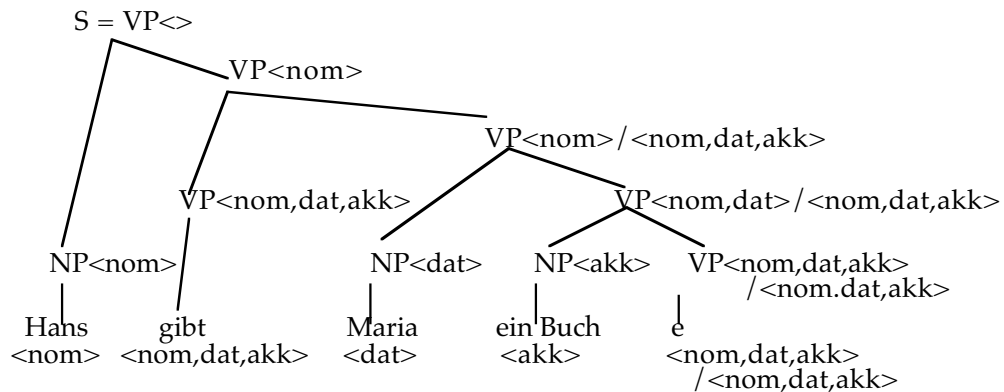 S = VP<>
VP<nom>
VP<nom>/<nom,dat,akk>
VP<nom,dat,akk>
VP<nom,dat>/<nom,dat,akk>
NP<nom>
NP<dat>
NP<akk>
VP<nom,dat,akk>
/<nom.dat,akk>
Hans
gibt
Maria
ein Buch
e
<nom>
<nom,dat,akk>
<dat>
<akk>
<nom,dat,akk>
/<nom,dat,akk>